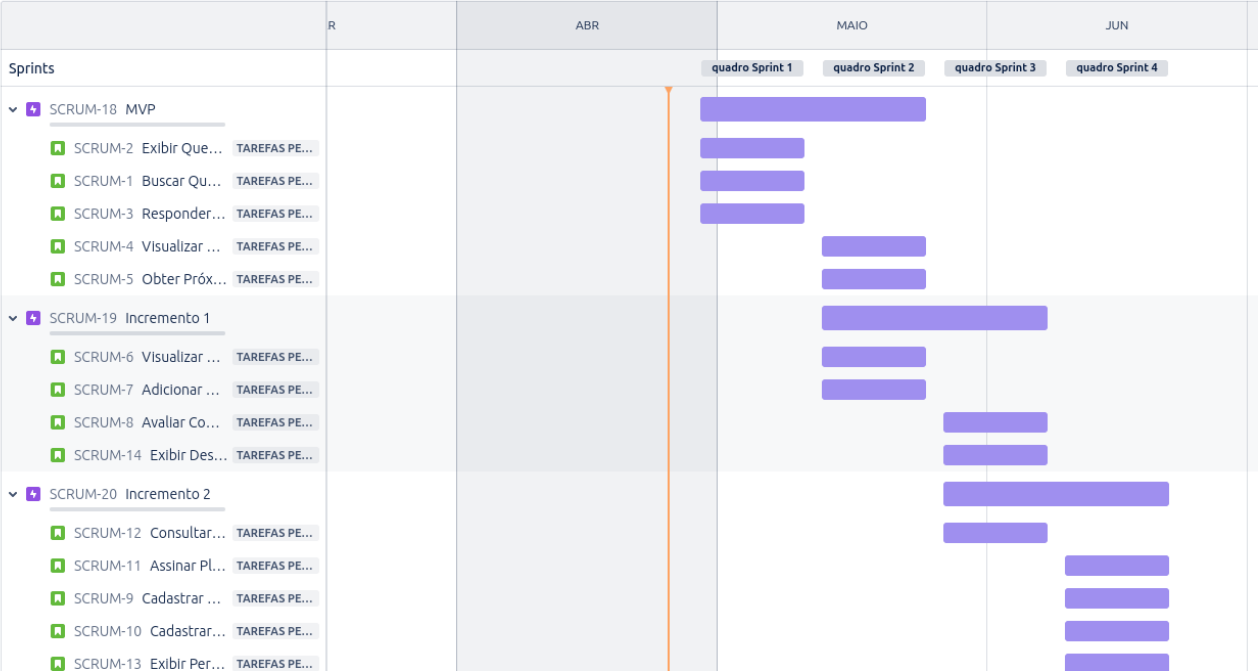 R ABR MAIO JUN
Sprints quadro Sprint 1 quadro Sprint 2 quadro Sprint 3 quadro Sprint 4
SCRUM-18 MVP
SCRUM-2 Exibir Que... TAREFAS PE...
SCRUM-1 Buscar Qu... TAREFAS PE...
SCRUM-3 Responder... TAREFAS PE...
SCRUM-4 Visualizar ... TAREFAS PE...
SCRUM-5 Obter Próx... TAREFAS PE...
SCRUM-19 Incremento 1
SCRUM-6 Visualizar ... TAREFAS PE...
SCRUM-7 Adicionar ... TAREFAS PE...
SCRUM-8 Avaliar Co... TAREFAS PE...
SCRUM-14 Exibir Des... TAREFAS PE...
SCRUM-20 Incremento 2
SCRUM-12 Consultar... TAREFAS PE...
SCRUM-11 Assinar Pl... TAREFAS PE...
SCRUM-9 Cadastrar ... TAREFAS PE...
SCRUM-10 Cadastrar... TAREFAS PE...
SCRUM-13 Exibir Per... TAREFAS PE...